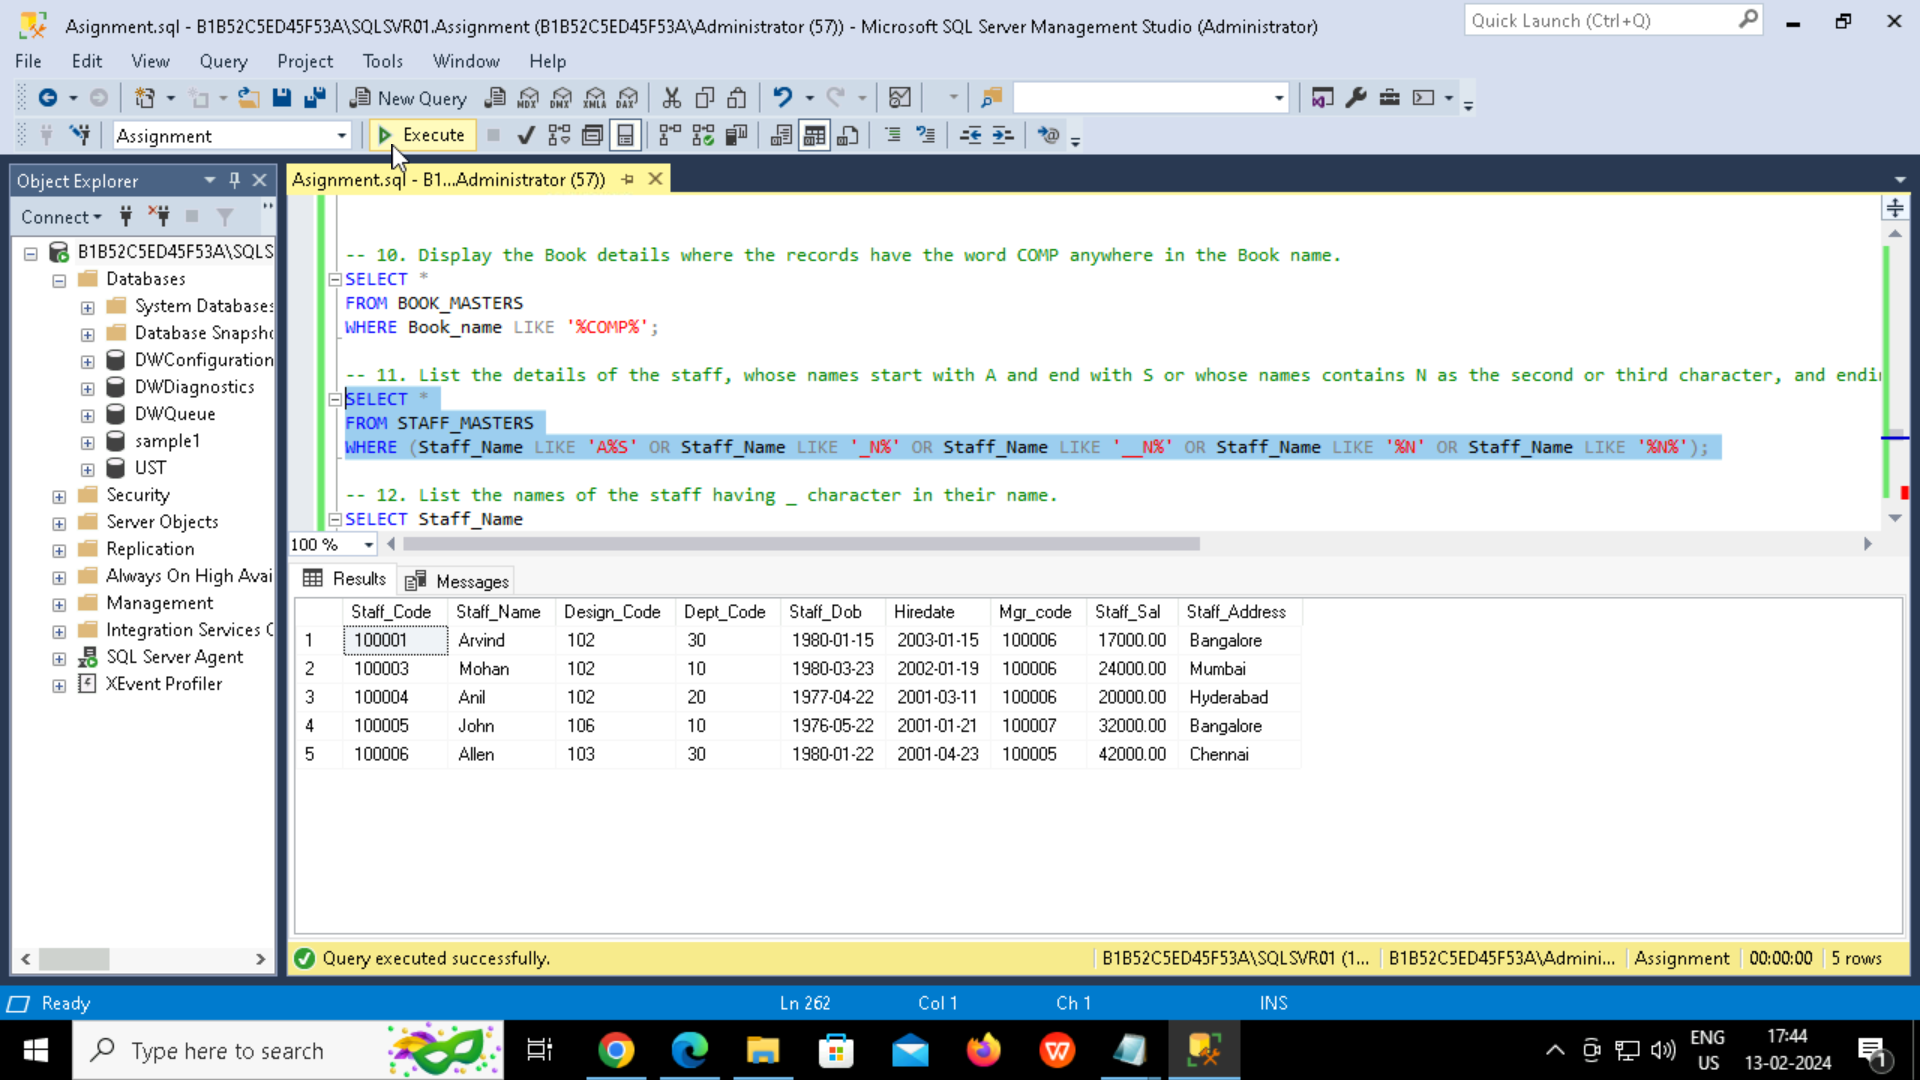 Asignment.sql - B1B52C5ED45F53A\SQLSVR01.Assignment (B1B52C5ED45F53A\Administrator (57)) - Microsoft SQL Server Management Studio (Administrator)
Quick Launch (Ctrl+Q)
File Edit View Query Project Tools Window Help
New Query MDX DMX XMLA DAX
Assignment Execute
Object Explorer
Asignment.sql - B1...Administrator (57))
Connect
B1B52C5ED45F53A\SQLS
Databases
System Databases
Database Snapsho
DWConfiguration
DWDiagnostics
DWQueue
sample1
UST
Security
Server Objects
Replication
Always On High Avai
Management
Integration Services C
SQL Server Agent
XEvent Profiler
-- 10. Display the Book details where the records have the word COMP anywhere in the Book name.
SELECT *
FROM BOOK_MASTERS
WHERE Book_name LIKE '%COMP%';
-- 11. List the details of the staff, whose names start with A and end with S or whose names contains N as the second or third character, and endi
SELECT *
FROM STAFF_MASTERS
WHERE (Staff_Name LIKE 'A%S' OR Staff_Name LIKE '_N%' OR Staff_Name LIKE '__N%' OR Staff_Name LIKE '%N' OR Staff_Name LIKE '%N%');
-- 12. List the names of the staff having _ character in their name.
SELECT Staff_Name
100 %
Results Messages
Staff_Code Staff_Name Design_Code Dept_Code Staff_Dob Hiredate Mgr_code Staff_Sal Staff_Address
1 100001 Arvind 102 30 1980-01-15 2003-01-15 100006 17000.00 Bangalore
2 100003 Mohan 102 10 1980-03-23 2002-01-19 100006 24000.00 Mumbai
3 100004 Anil 102 20 1977-04-22 2001-03-11 100006 20000.00 Hyderabad
4 100005 John 106 10 1976-05-22 2001-01-21 100007 32000.00 Bangalore
5 100006 Allen 103 30 1980-01-22 2001-04-23 100005 42000.00 Chennai
Query executed successfully. B1B52C5ED45F53A\SQLSVR01 (1... B1B52C5ED45F53A\Admini... Assignment 00:00:00 5 rows
Ready Ln 262 Col 1 Ch 1 INS
Type here to search
ENG
US
17:44
13-02-2024
1